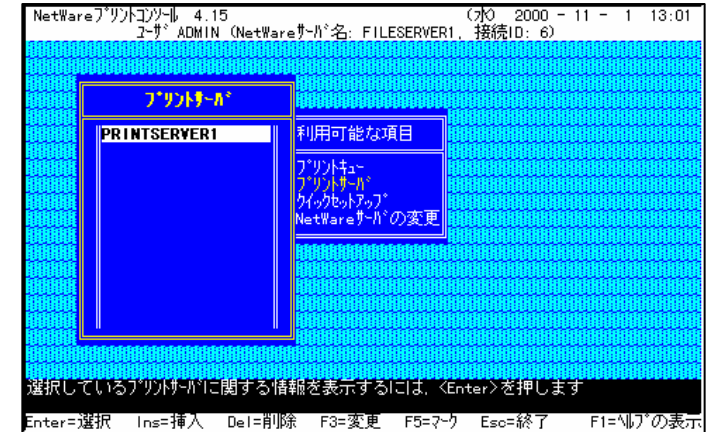 NetWareﾌﾟﾘﾝﾄｺﾝｿｰﾙ 4.15 (水) 2000 - 11 - 1 13:01
ﾕｰｻﾞ ADMIN (NetWareｻｰﾊﾞ名: FILESERVER1, 接続ID: 6)
ﾌﾟﾘﾝﾄｻｰﾊﾞ
PRINTSERVER1
利用可能な項目
ﾌﾟﾘﾝﾄｷｭｰ
ﾌﾟﾘﾝﾄｻｰﾊﾞ
ｸｲｯｸｾｯﾄｱｯﾌﾟ
NetWareｻｰﾊﾞの変更
選択しているﾌﾟﾘﾝﾄｻｰﾊﾞに関する情報を表示するには、<Enter>を押します
Enter=選択 Ins=挿入 Del=削除 F3=変更 F5=ﾏｰｸ Esc=終了 F1=ﾍﾙﾌﾟの表示